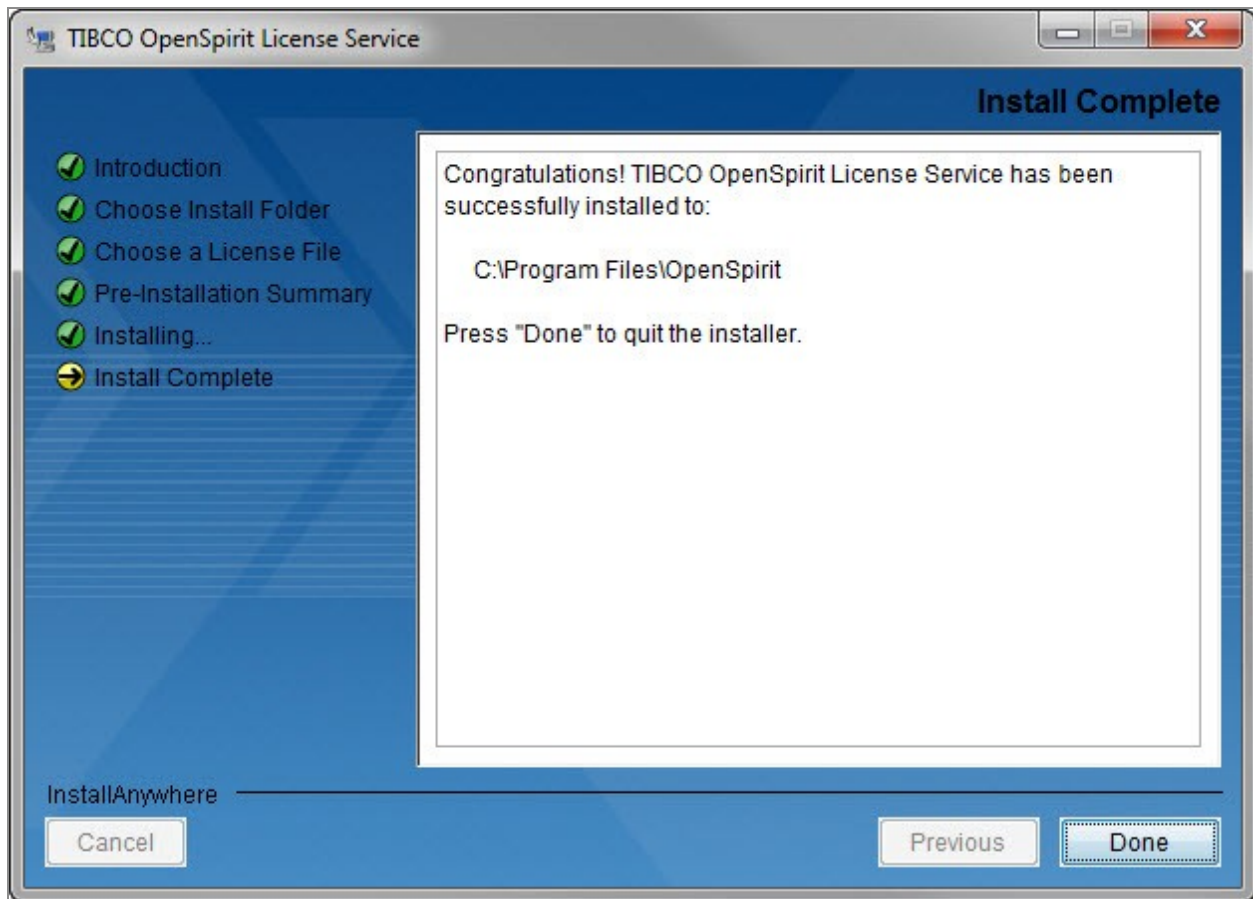 TIBCO OpenSpirit License Service
Install Complete
Introduction
Choose Install Folder
Choose a License File
Pre-Installation Summary
Installing...
Install Complete
Congratulations! TIBCO OpenSpirit License Service has been
successfully installed to:
C:\Program Files\OpenSpirit
Press "Done" to quit the installer.
InstallAnywhere
Cancel
Previous
Done